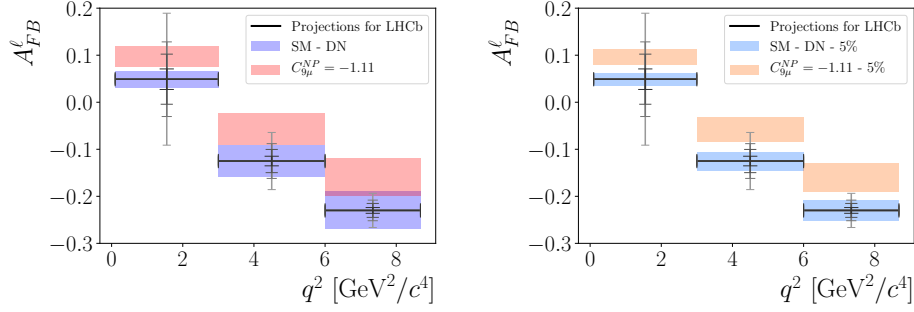 A^ℓ_FB
0.2
0.1
0.0
−0.1
−0.2
−0.3
0 2 4 6 8
q² [GeV²/c⁴]
Projections for LHCb
SM - DN
C^NP_9μ = −1.11
A^ℓ_FB
0.2
0.1
0.0
−0.1
−0.2
−0.3
0 2 4 6 8
q² [GeV²/c⁴]
Projections for LHCb
SM - DN - 5%
C^NP_9μ = −1.11 - 5%